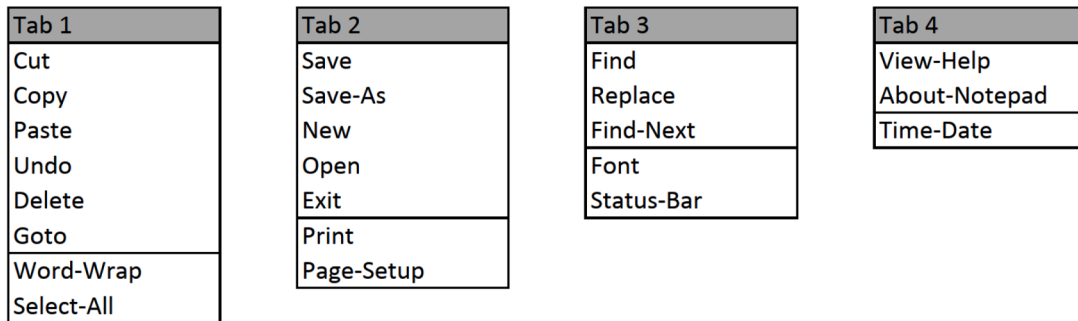 Tab 1
Cut
Copy
Paste
Undo
Delete
Goto
Word-Wrap
Select-All
Tab 2
Save
Save-As
New
Open
Exit
Print
Page-Setup
Tab 3
Find
Replace
Find-Next
Font
Status-Bar
Tab 4
View-Help
About-Notepad
Time-Date